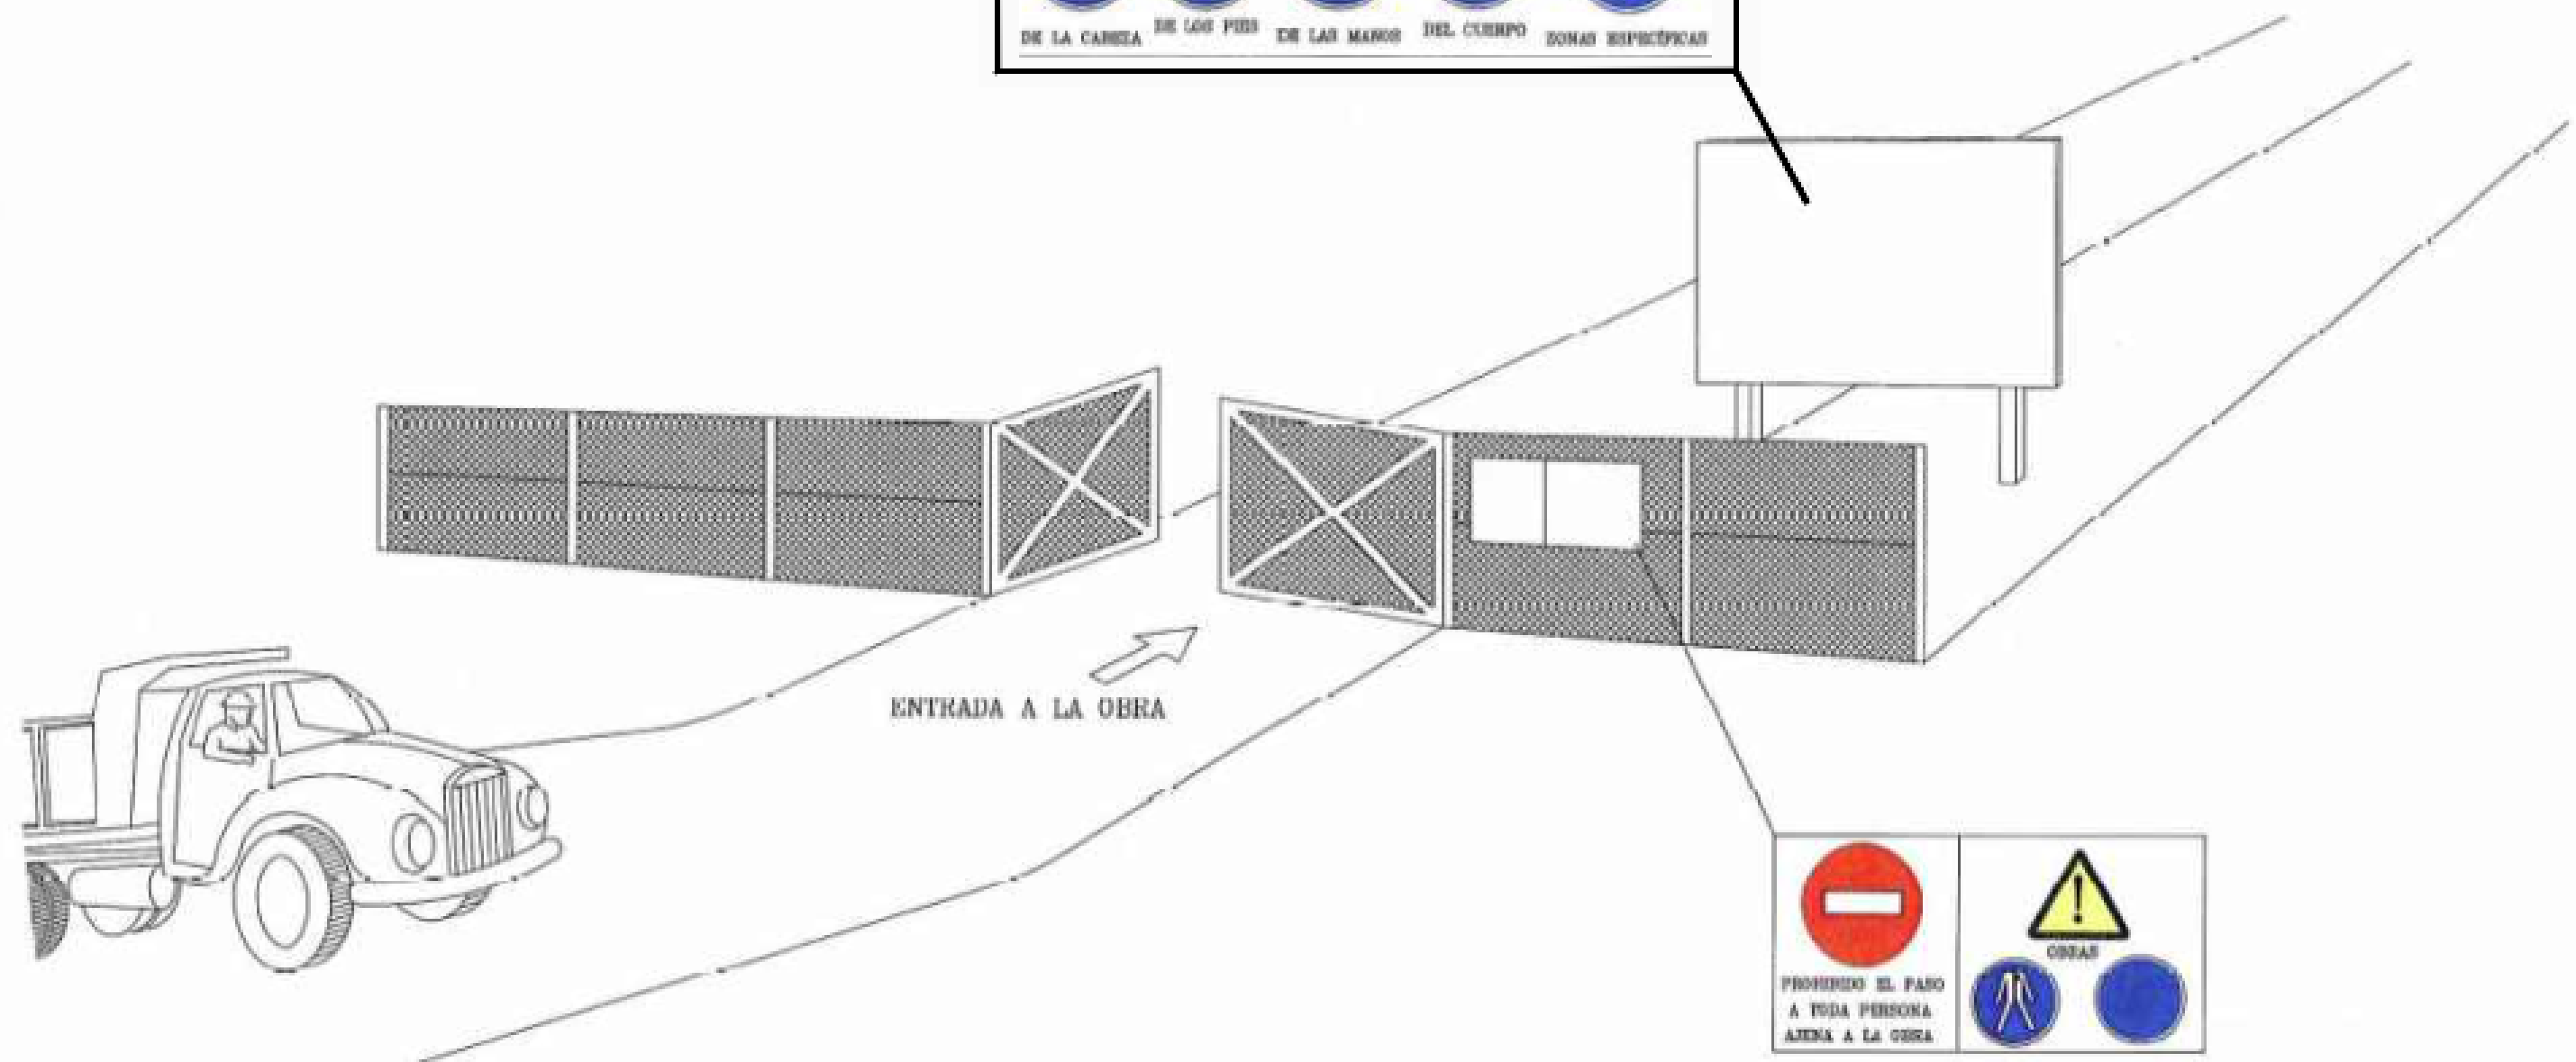 DE LA CABEZA
DE LOS PIES
DE LAS MANOS
DEL CUERPO
ZONAS ESPECÍFICAS
ENTRADA A LA OBRA
OBRAS
PROHIBIDO EL PASO
A TODA PERSONA
AJENA A LA OBRA